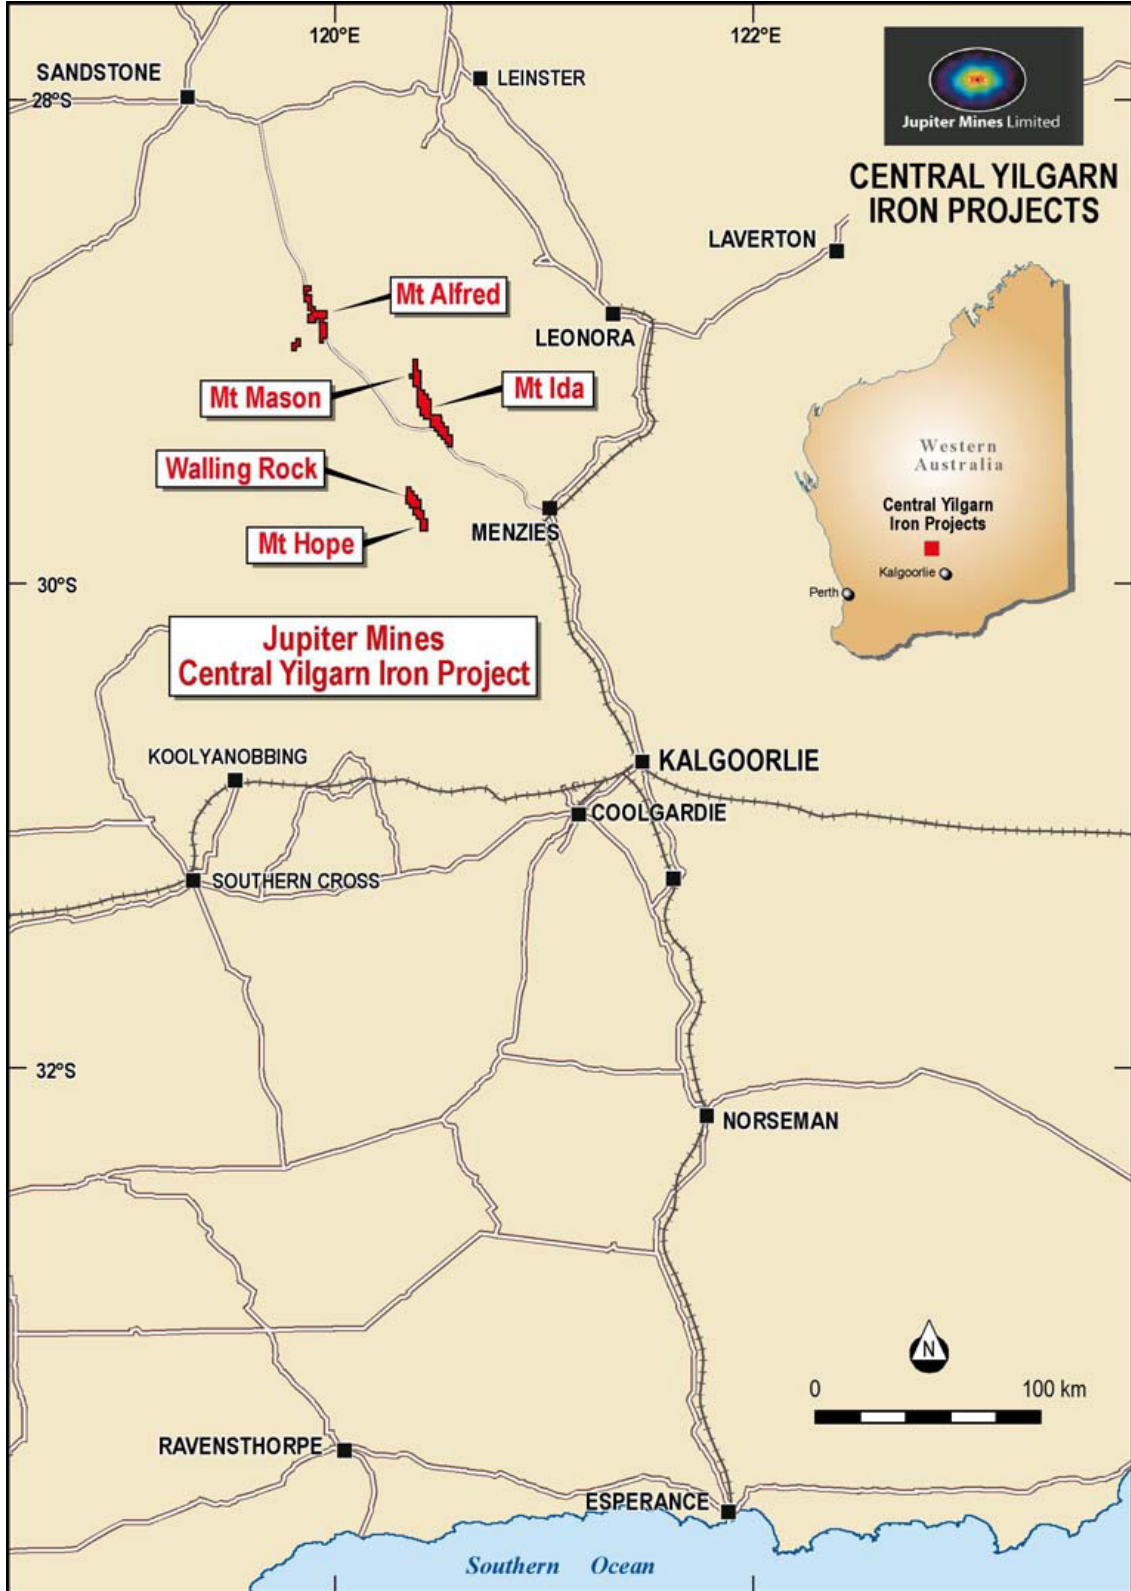 120°E
122°E
SANDSTONE
LEINSTER
28°S
Jupiter Mines Limited
CENTRAL YILGARN
IRON PROJECTS
LAVERTON
Mt Alfred
LEONORA
Mt Mason
Mt Ida
Western
Australia
Walling Rock
Central Yilgarn
Iron Projects
MENZIES
Mt Hope
Kalgoorlie
30°S
Perth
Jupiter Mines
Central Yilgarn Iron Project
KOOLYANOBBING
KALGOORLIE
COOLGARDIE
SOUTHERN CROSS
32°S
NORSEMAN
N
0
100 km
RAVENSTHORPE
ESPERANCE
Southern Ocean